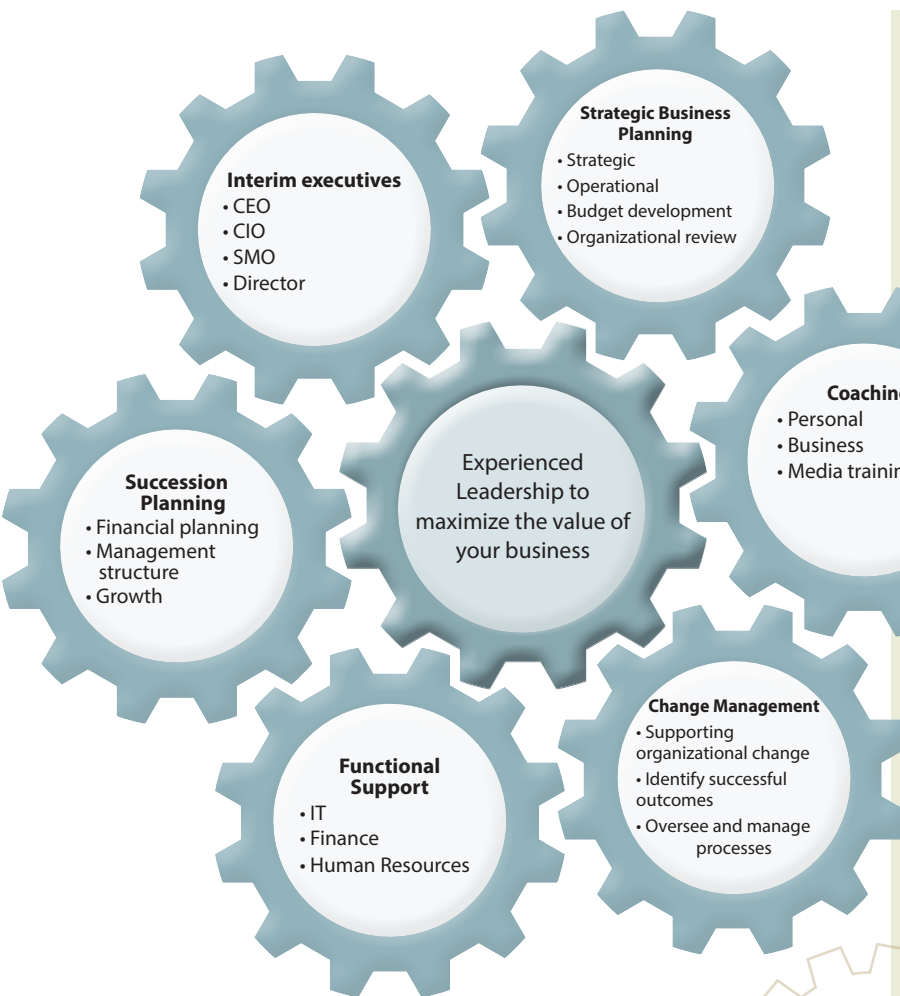 Interim executives
• CEO
• CIO
• SMO
• Director
Strategic Business
Planning
• Strategic
• Operational
• Budget development
• Organizational review
• Personal
• Business
• Media
Experienced
Leadership to
maximize the value of
your business
Succession
Planning
• Financial planning
• Management
structure
• Growth
Functional
Support
• IT
• Finance
• Human Resources
Change Management
• Supporting
organizational change
• Identify successful
outcomes
• Oversee and manage
processes